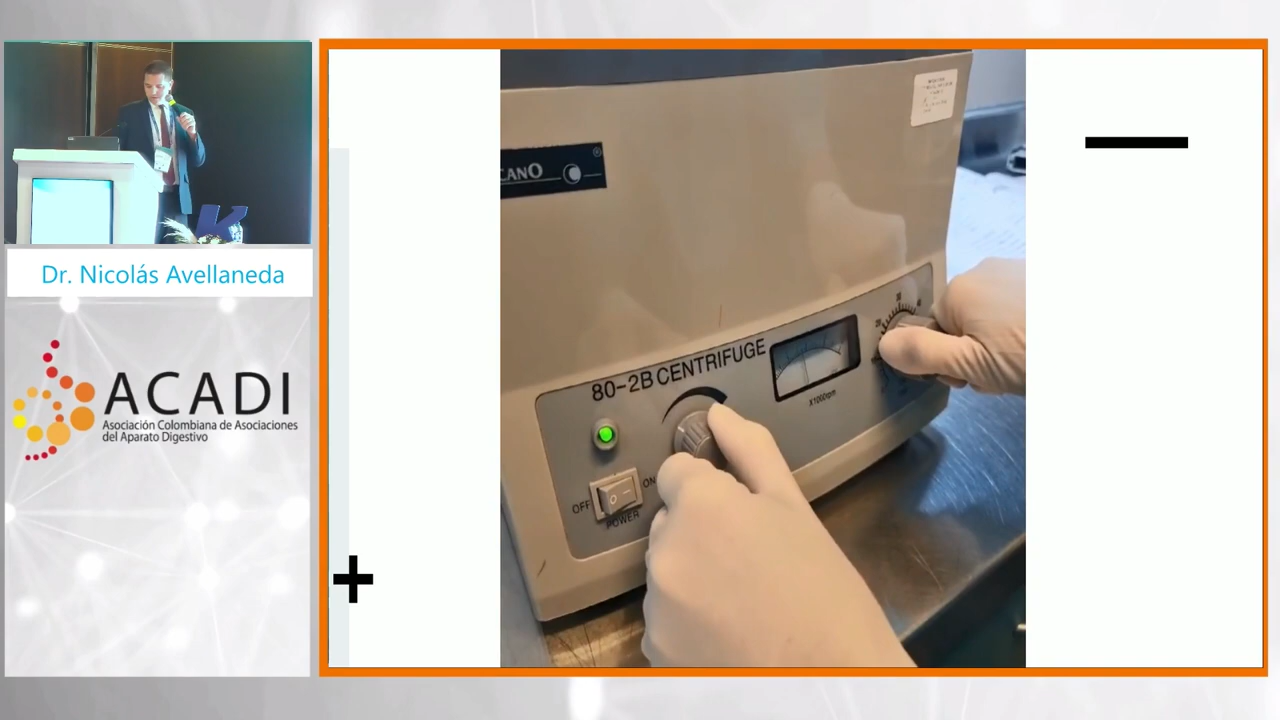 Dr. Nicolás Avellaneda
ACADI
Asociación Colombiana de Asociaciones
del Aparato Digestivo
CANO
80-2B CENTRIFUGE
X1000rpm
OFF
ON
POWER